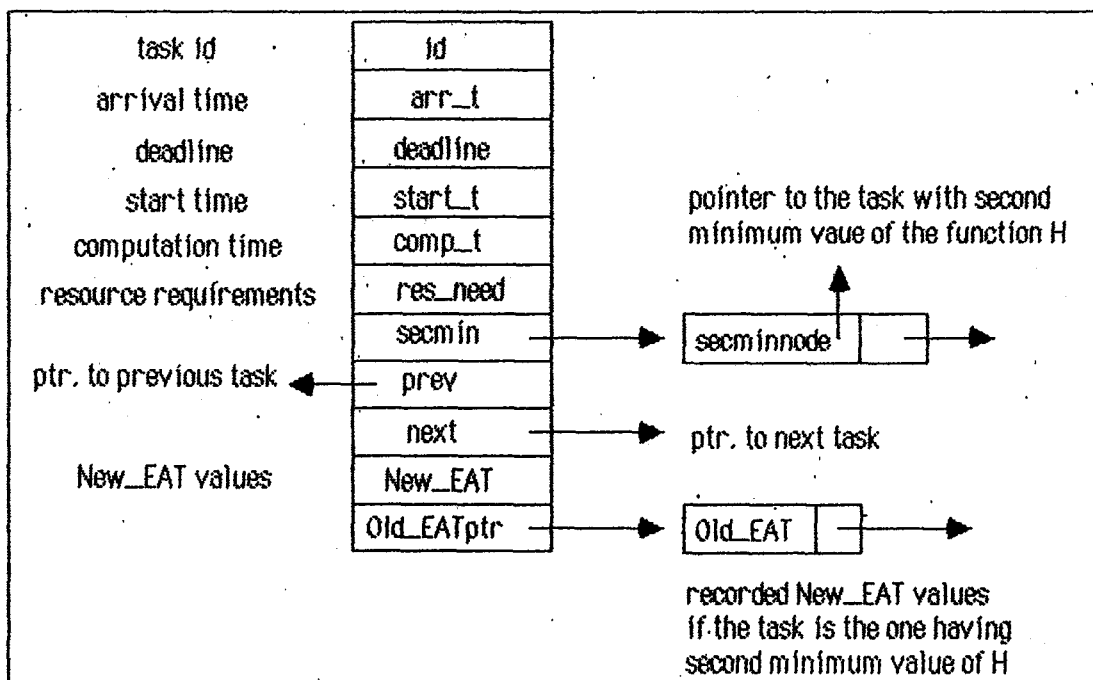 task id
id
arrival time
arr_t
deadline
deadline
start time
start_t
computation time
comp_t
resource requirements
res_need
secmin
pointer to the task with second
minimum vaue of the function H
secminnode
ptr. to previous task
prev
next
ptr. to next task
New_EAT values
New_EAT
Old_EATptr
Old_EAT
recorded New_EAT values
if the task is the one having
second minimum value of H